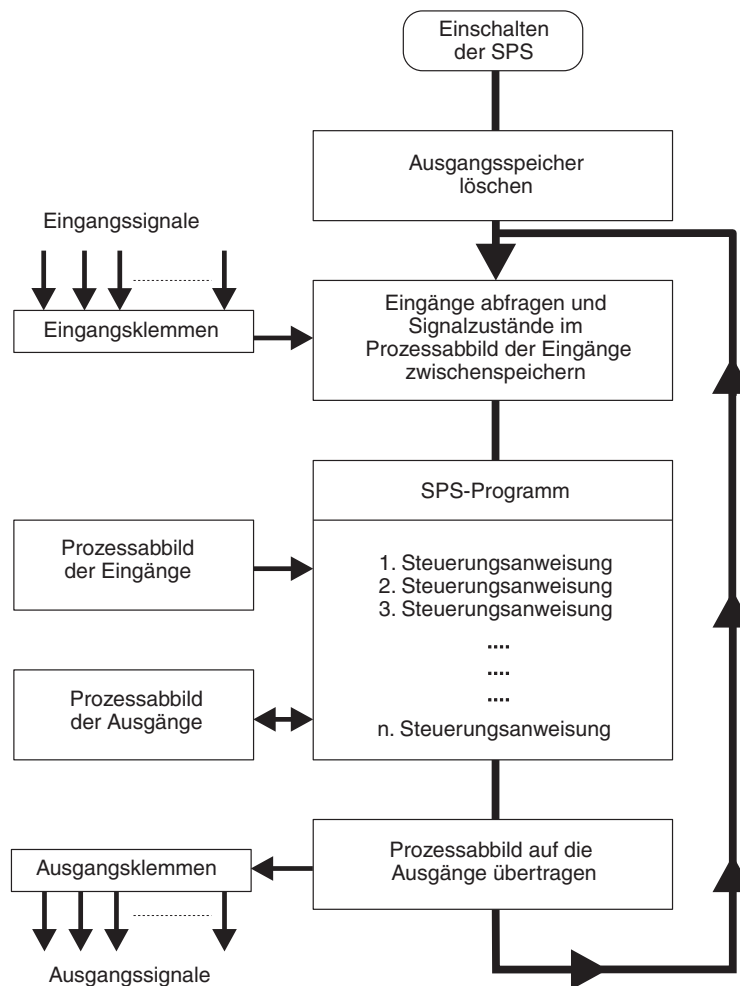 Einschalten
der SPS
Ausgangsspeicher
löschen
Eingangssignale
Eingangsklemmen
Eingänge abfragen und
Signalzustände im
Prozessabbild der Eingänge
zwischenspeichern
SPS-Programm
Prozessabbild
der Eingänge
1. Steuerungsanweisung
2. Steuerungsanweisung
3. Steuerungsanweisung
....
....
....
n. Steuerungsanweisung
Prozessabbild
der Ausgänge
Prozessabbild auf die
Ausgänge übertragen
Ausgangsklemmen
Ausgangssignale